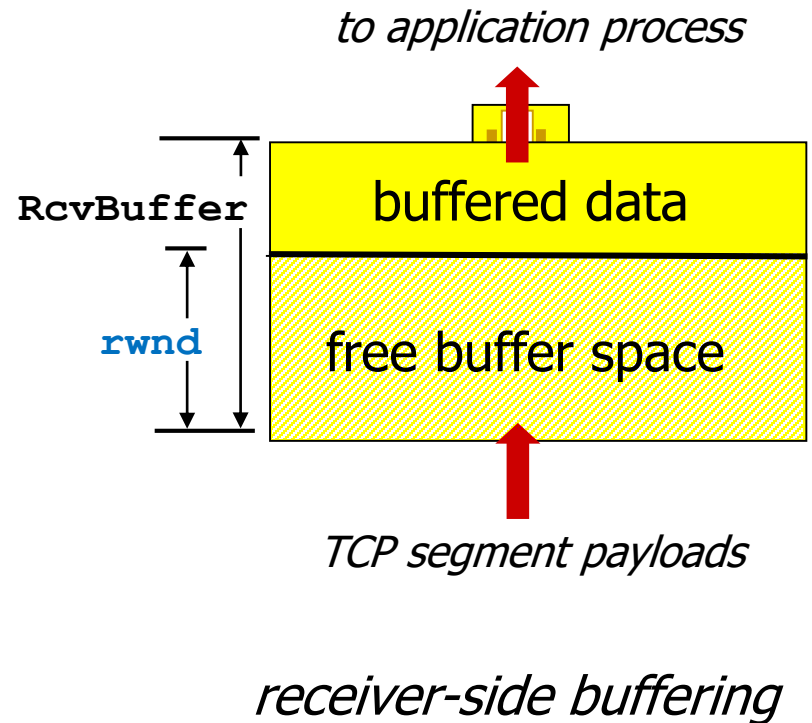 to application process
RcvBuffer
buffered data
rwnd
free buffer space
TCP segment payloads
receiver-side buffering